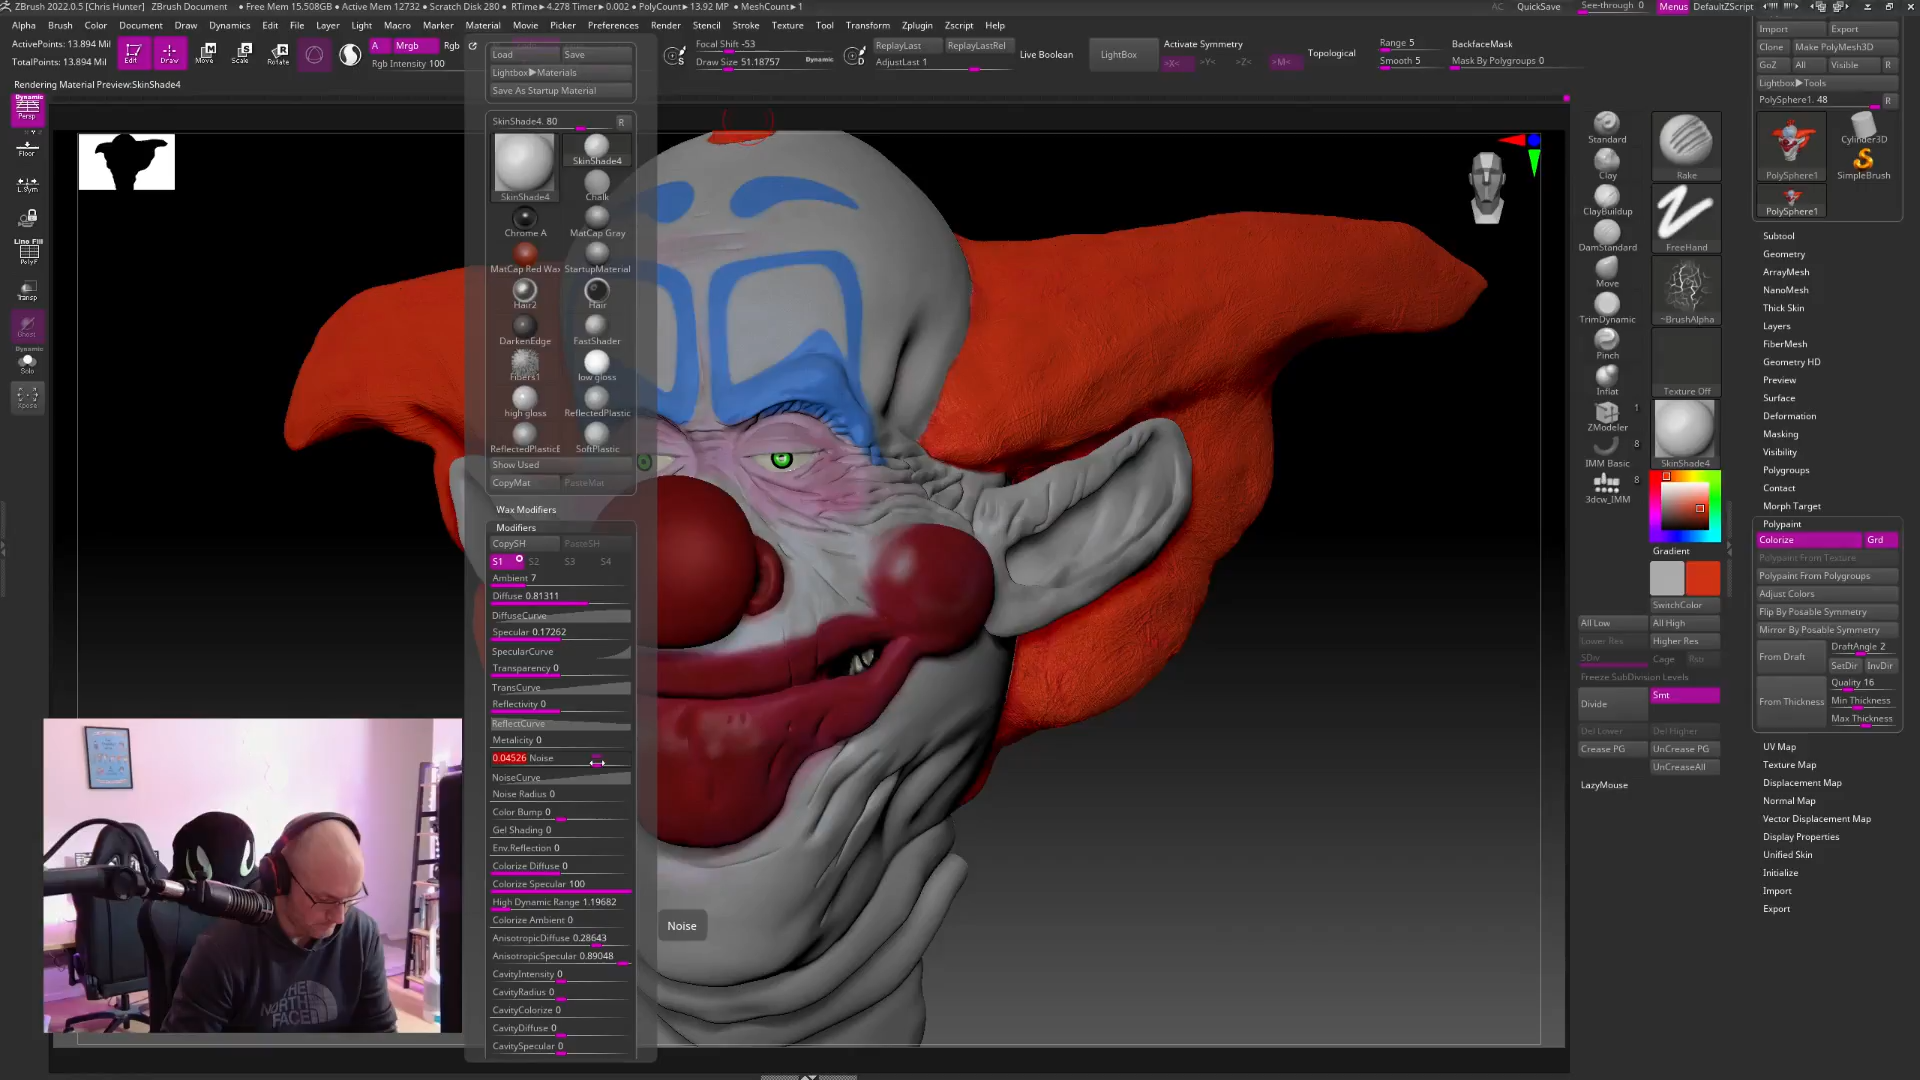 ZBrush 2022.0.5 [Chris Hunter]   ZBrush Document   • Free Mem 15.508GB • Active Mem 12732 • Scratch Disk 280 • RTime▸4.278 Timer▸0.002 • PolyCount▸13.92 MP • MeshCount▸1
AC QuickSave See-through 0 Menus DefaultZScript
Alpha Brush Color Document Draw Dynamics Edit File Layer Light Macro Marker Material Movie Picker Preferences Render Stencil Stroke Texture Tool Transform Zplugin Zscript Help
ActivePoints: 13.894 Mil
TotalPoints: 13.894 Mil
Edit Draw Move Scale Rotate
A Mrgb Rgb
Rgb Intensity 100
Focal Shift -53
Draw Size 51.18757 Dynamic
ReplayLast ReplayLastRel
AdjustLast 1
Live Boolean
LightBox
Activate Symmetry
>X< >Y< >Z< >M<
Topological
Range 5
Smooth 5
BackfaceMask
Mask By Polygroups 0
Rendering Material Preview:SkinShade4
Dynamic
Persp
Floor
L.Sym
Line Fill
PolyF
Transp
Ghost
Dynamic
Solo
Xpose
Load Save
Lightbox▸Materials
Save As Startup Material
SkinShade4. 80 R
SkinShade4 SkinShade4
Chalk
Chrome A MatCap Gray
MatCap Red Wax StartupMaterial
Hair2 Hair
DarkenEdge FastShader
Fibers1 low gloss
high gloss ReflectedPlastic
ReflectedPlasticE SoftPlastic
Show Used
CopyMat PasteMat
Wax Modifiers
Modifiers
CopySH PasteSH
S1 S2 S3 S4
Ambient 7
Diffuse 0.81311
DiffuseCurve
Specular 0.17262
SpecularCurve
Transparency 0
TransCurve
Reflectivity 0
ReflectCurve
Metalicity 0
0.04526 Noise
NoiseCurve
Noise Radius 0
Color Bump 0
Gel Shading 0
Env.Reflection 0
Colorize Diffuse 0
Colorize Specular 100
High Dynamic Range 1.19682
Colorize Ambient 0
AnisotropicDiffuse 0.28643
AnisotropicSpecular 0.89048
CavityIntensity 0
CavityRadius 0
CavityColorize 0
CavityDiffuse 0
CavitySpecular 0
Noise
THE
NORTH
FACE
Standard
Clay
ClayBuildup
DamStandard
Move
TrimDynamic
Pinch
Inflat
1
ZModeler
8
IMM Basic
8
3dcw_IMM
Rake
FreeHand
~BrushAlpha
Texture Off
SkinShade4
Gradient
SwitchColor
All Low All High
Lower Res Higher Res
SDiv Cage Rstr
Freeze SubDivision Levels
Divide Smt
Del Lower Del Higher
Crease PG UnCrease PG
UnCreaseAll
LazyMouse
Import Export
Clone Make PolyMesh3D
GoZ All Visible R
Lightbox▸Tools
PolySphere1. 48 R
PolySphere1 Cylinder3D
SimpleBrush
PolySphere1
Subtool
Geometry
ArrayMesh
NanoMesh
Thick Skin
Layers
FiberMesh
Geometry HD
Preview
Surface
Deformation
Masking
Visibility
Polygroups
Contact
Morph Target
Polypaint
Colorize Grd
Polypaint From Texture
Polypaint From Polygroups
Adjust Colors
Flip By Posable Symmetry
Mirror By Posable Symmetry
From Draft DraftAngle 2
SetDir InvDir
From Thickness Quality 16
Min Thickness
Max Thickness
UV Map
Texture Map
Displacement Map
Normal Map
Vector Displacement Map
Display Properties
Unified Skin
Initialize
Import
Export